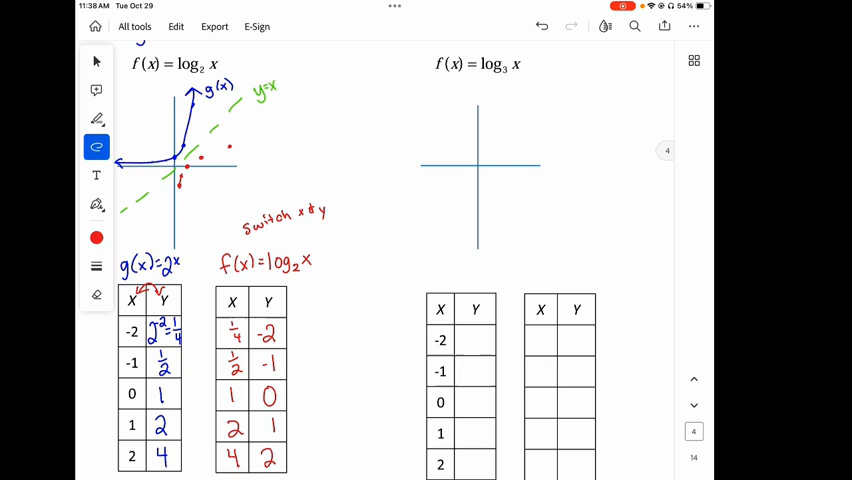 11:38 AM Tue Oct 29
54%
All tools Edit Export E-Sign
f(x) = log₂ x
f(x) = log₃ x
g(x)
y=x
4
switch x & y
g(x)=2ˣ
f(x)=log₂x
X Y
-2 2⁻²=1/4
-1 1/2
0 1
1 2
2 4
X Y
1/4 -2
1/2 -1
1 0
2 1
4 2
X Y
-2
-1
0
1
2
X Y
4
14